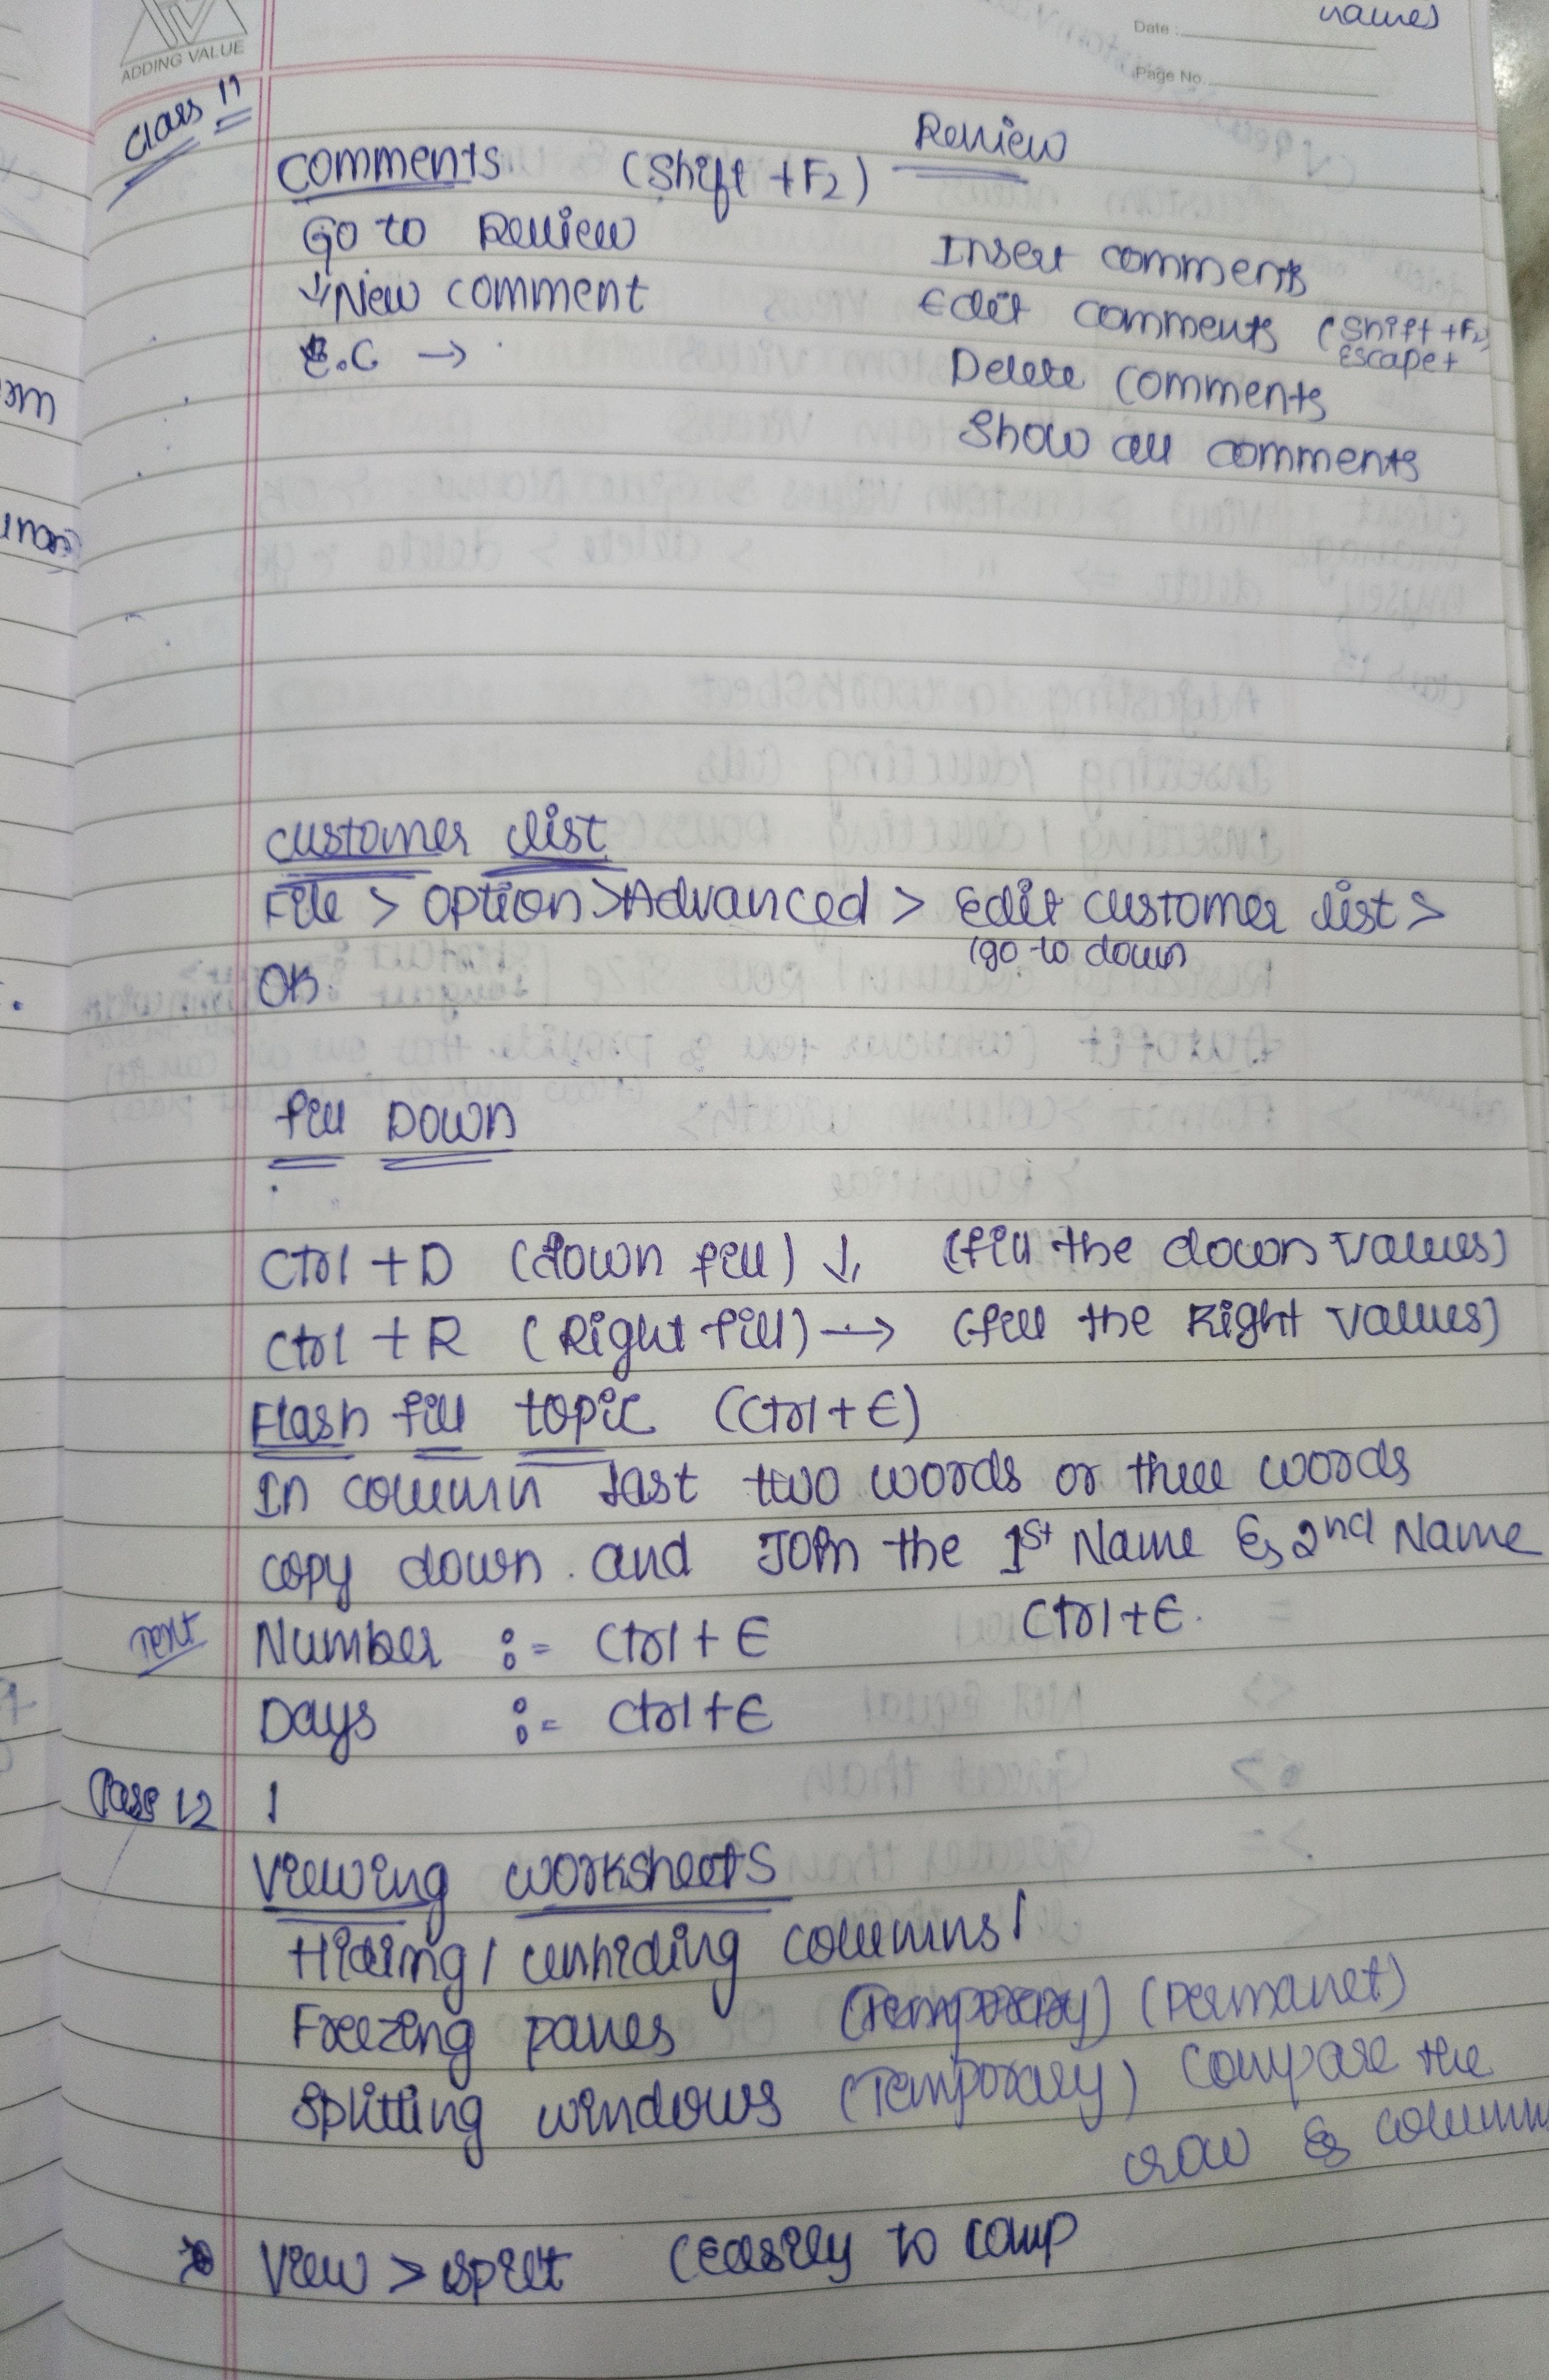 ADDING VALUE
names
Date :
Page No.
Class 11
Comments (Shift + F2) Review
Go to Review
Insert comments
↓ New comment
Edit comments (Shift + F2)
Escape+
E.G →
Delete comments
Show all comments
customer list
File > option > Advanced > Edit customer list >
(go to down
OK.
fill Down
Ctrl + D (down fill) ↓, (fill the down values)
Ctrl + R (Right fill) → (fill the Right values)
Flash fill topic (Ctrl + E)
In column last two words or three words
copy down . and Join the 1st Name & 2nd Name
Ctrl + E.
Text
Number := Ctrl + E
Days := Ctrl + E
12
Viewing worksheets
Hiding / unhiding columns /
Freezing panes (Temporary) (permanet)
Splitting windows (Temporary) Compare the
row & column
View > split (easily to comp